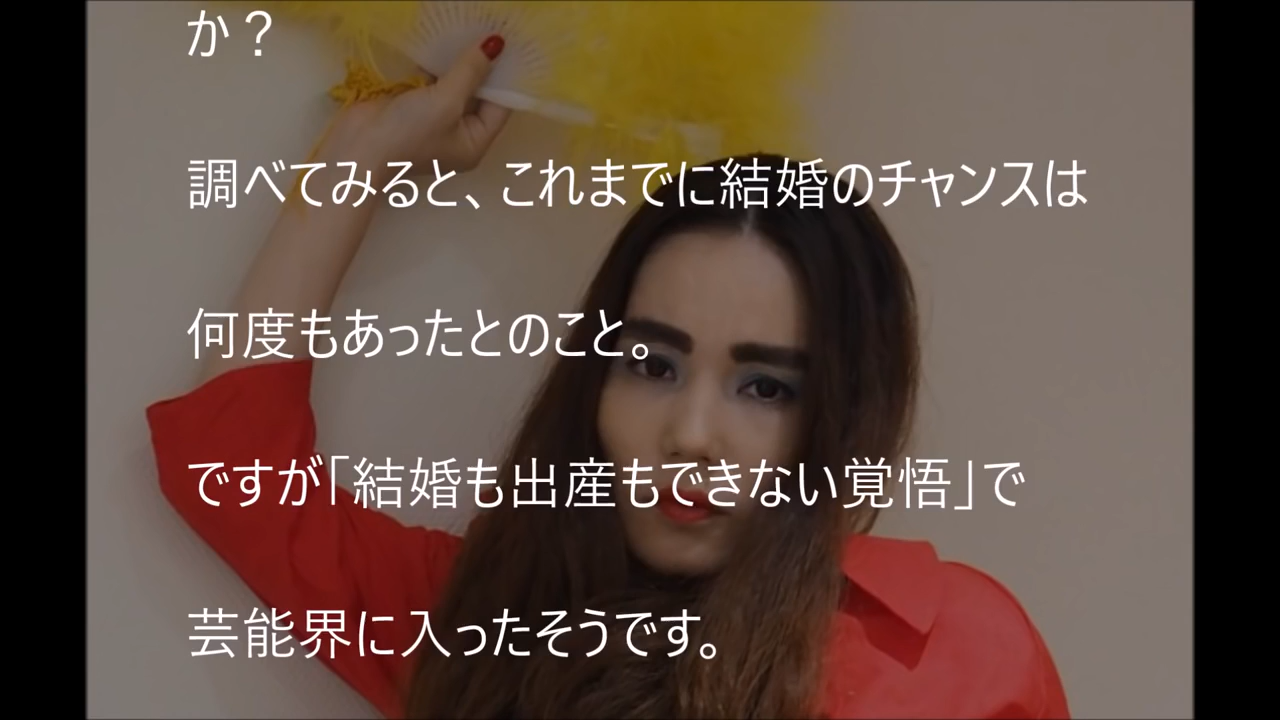 か？
調べてみると、これまでに結婚のチャンスは
何度もあったとのこと。
ですが「結婚も出産もできない覚悟」で
芸能界に入ったそうです。